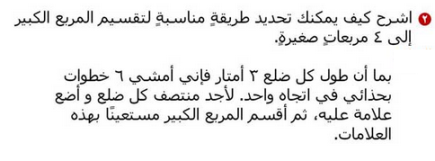 ٢ اشرح كيف يمكنك تحديد طريقةٍ مناسبةٍ لتقسيم المربع الكبير
إلى ٤ مربعاتٍ صغيرةٍ.
بما أن طول كل ضلع ٣ أمتار فإني أمشي ٦ خطوات
بحذائي في اتجاه واحد. لأجد منتصف كل ضلع و أضع
علامة عليه، ثم أقسم المربع الكبير مستعينًا بهذه
العلامات.